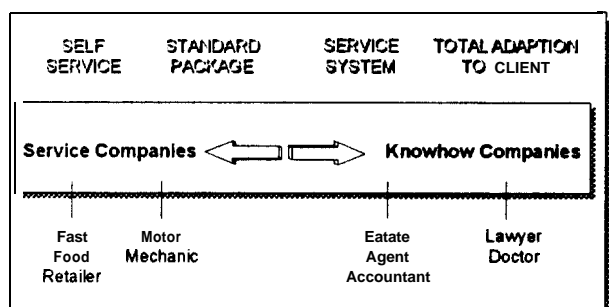 SELF
SERVICE
STANDARD
PACKAGE
SERVICE
SYSTEM
TOTAL ADAPTION
TO CLIENT
Service Companies
Knowhow Companies
Fast
Food
Retailer
Motor
Mechanic
Eatate
Agent
Accountant
Lawyer
Doctor